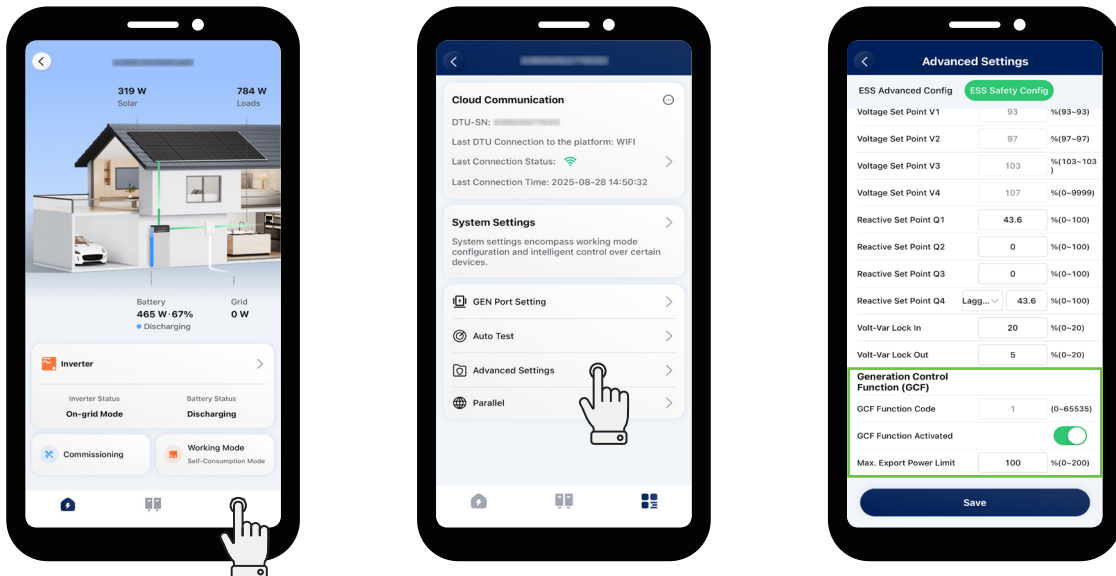 319 W
Solar
784 W
Loads
Battery
465 W·67%
Discharging
Grid
0 W
Inverter
Inverter Status
On-grid Mode
Battery Status
Discharging
Commissioning
Working Mode
Self-Consumption Mode
Cloud Communication
DTU-SN:
Last DTU Connection to the platform: WIFI
Last Connection Status:
Last Connection Time: 2025-08-28 14:50:32
System Settings
System settings encompass working mode
configuration and intelligent control over certain
devices.
GEN Port Setting
Auto Test
Advanced Settings
Parallel
Advanced Settings
ESS Advanced Config ESS Safety Config
Voltage Set Point V1 93 %(93~93)
Voltage Set Point V2 97 %(97~97)
Voltage Set Point V3 103 %(103~103
)
Voltage Set Point V4 107 %(0~9999)
Reactive Set Point Q1 43.6 %(0~100)
Reactive Set Point Q2 0 %(0~100)
Reactive Set Point Q3 0 %(0~100)
Reactive Set Point Q4 Lagg... 43.6 %(0~100)
Volt-Var Lock In 20 %(0~20)
Volt-Var Lock Out 5 %(0~20)
Generation Control
Function (GCF)
GCF Function Code 1 (0~65535)
GCF Function Activated
Max. Export Power Limit 100 %(0~200)
Save